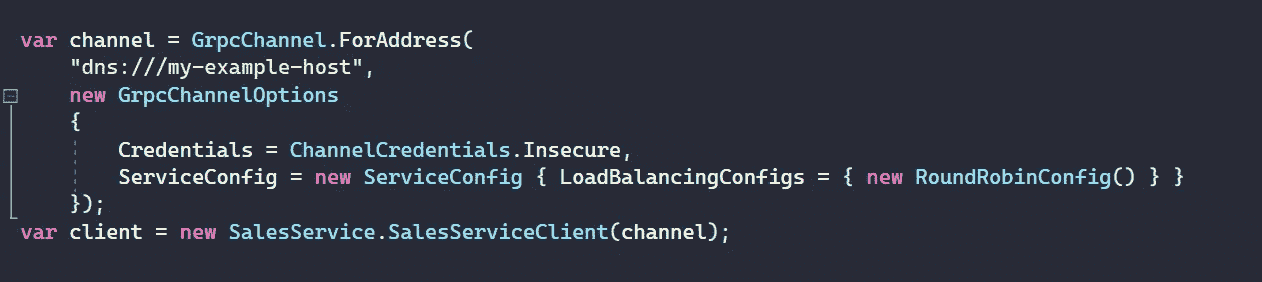 var channel = GrpcChannel.ForAddress(
"dns:///my-example-host",
new GrpcChannelOptions
{
Credentials = ChannelCredentials.Insecure,
ServiceConfig = new ServiceConfig { LoadBalancingConfigs = { new RoundRobinConfig() } }
});
var client = new SalesService.SalesServiceClient(channel);